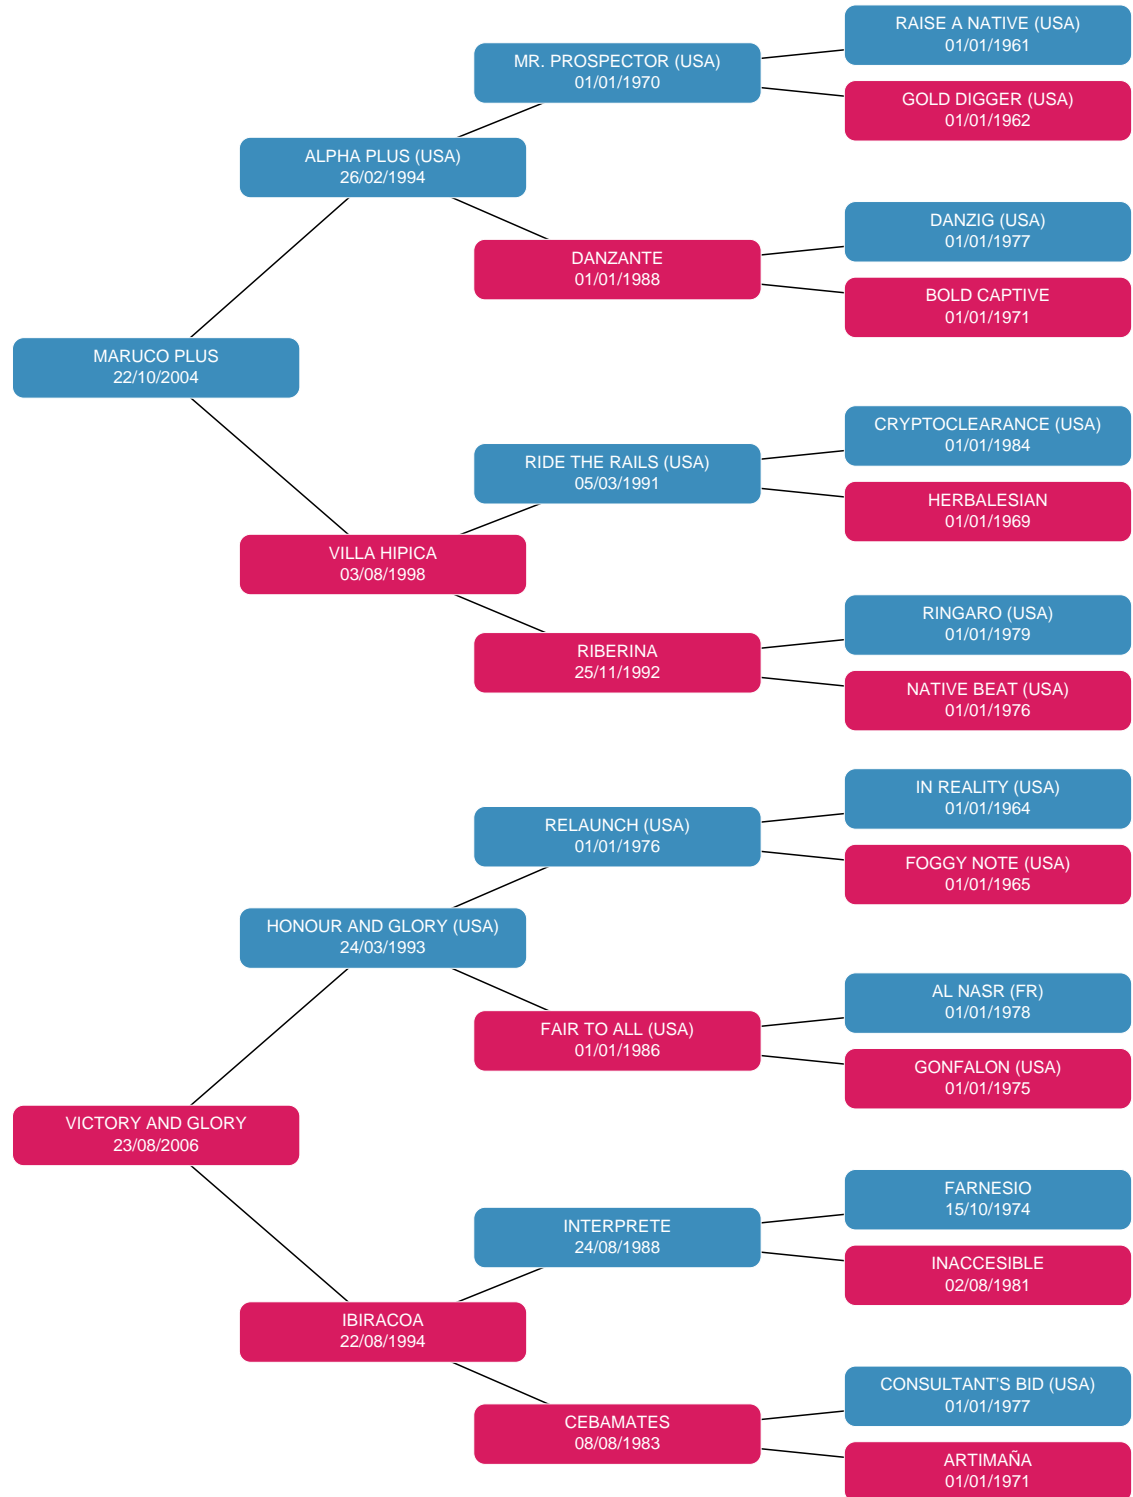 RAISE A NATIVE (USA)
01/01/1961
MR. PROSPECTOR (USA)
01/01/1970
GOLD DIGGER (USA)
01/01/1962
ALPHA PLUS (USA)
26/02/1994
DANZIG (USA)
01/01/1977
DANZANTE
01/01/1988
BOLD CAPTIVE
01/01/1971
MARUCO PLUS
22/10/2004
CRYPTOCLEARANCE (USA)
01/01/1984
RIDE THE RAILS (USA)
05/03/1991
HERBALESIAN
01/01/1969
VILLA HIPICA
03/08/1998
RINGARO (USA)
01/01/1979
RIBERINA
25/11/1992
NATIVE BEAT (USA)
01/01/1976
IN REALITY (USA)
01/01/1964
RELAUNCH (USA)
01/01/1976
FOGGY NOTE (USA)
01/01/1965
HONOUR AND GLORY (USA)
24/03/1993
AL NASR (FR)
01/01/1978
FAIR TO ALL (USA)
01/01/1986
GONFALON (USA)
01/01/1975
VICTORY AND GLORY
23/08/2006
FARNESIO
15/10/1974
INTERPRETE
24/08/1988
INACCESIBLE
02/08/1981
IBIRACOA
22/08/1994
CONSULTANT'S BID (USA)
01/01/1977
CEBAMATES
08/08/1983
ARTIMAÑA
01/01/1971